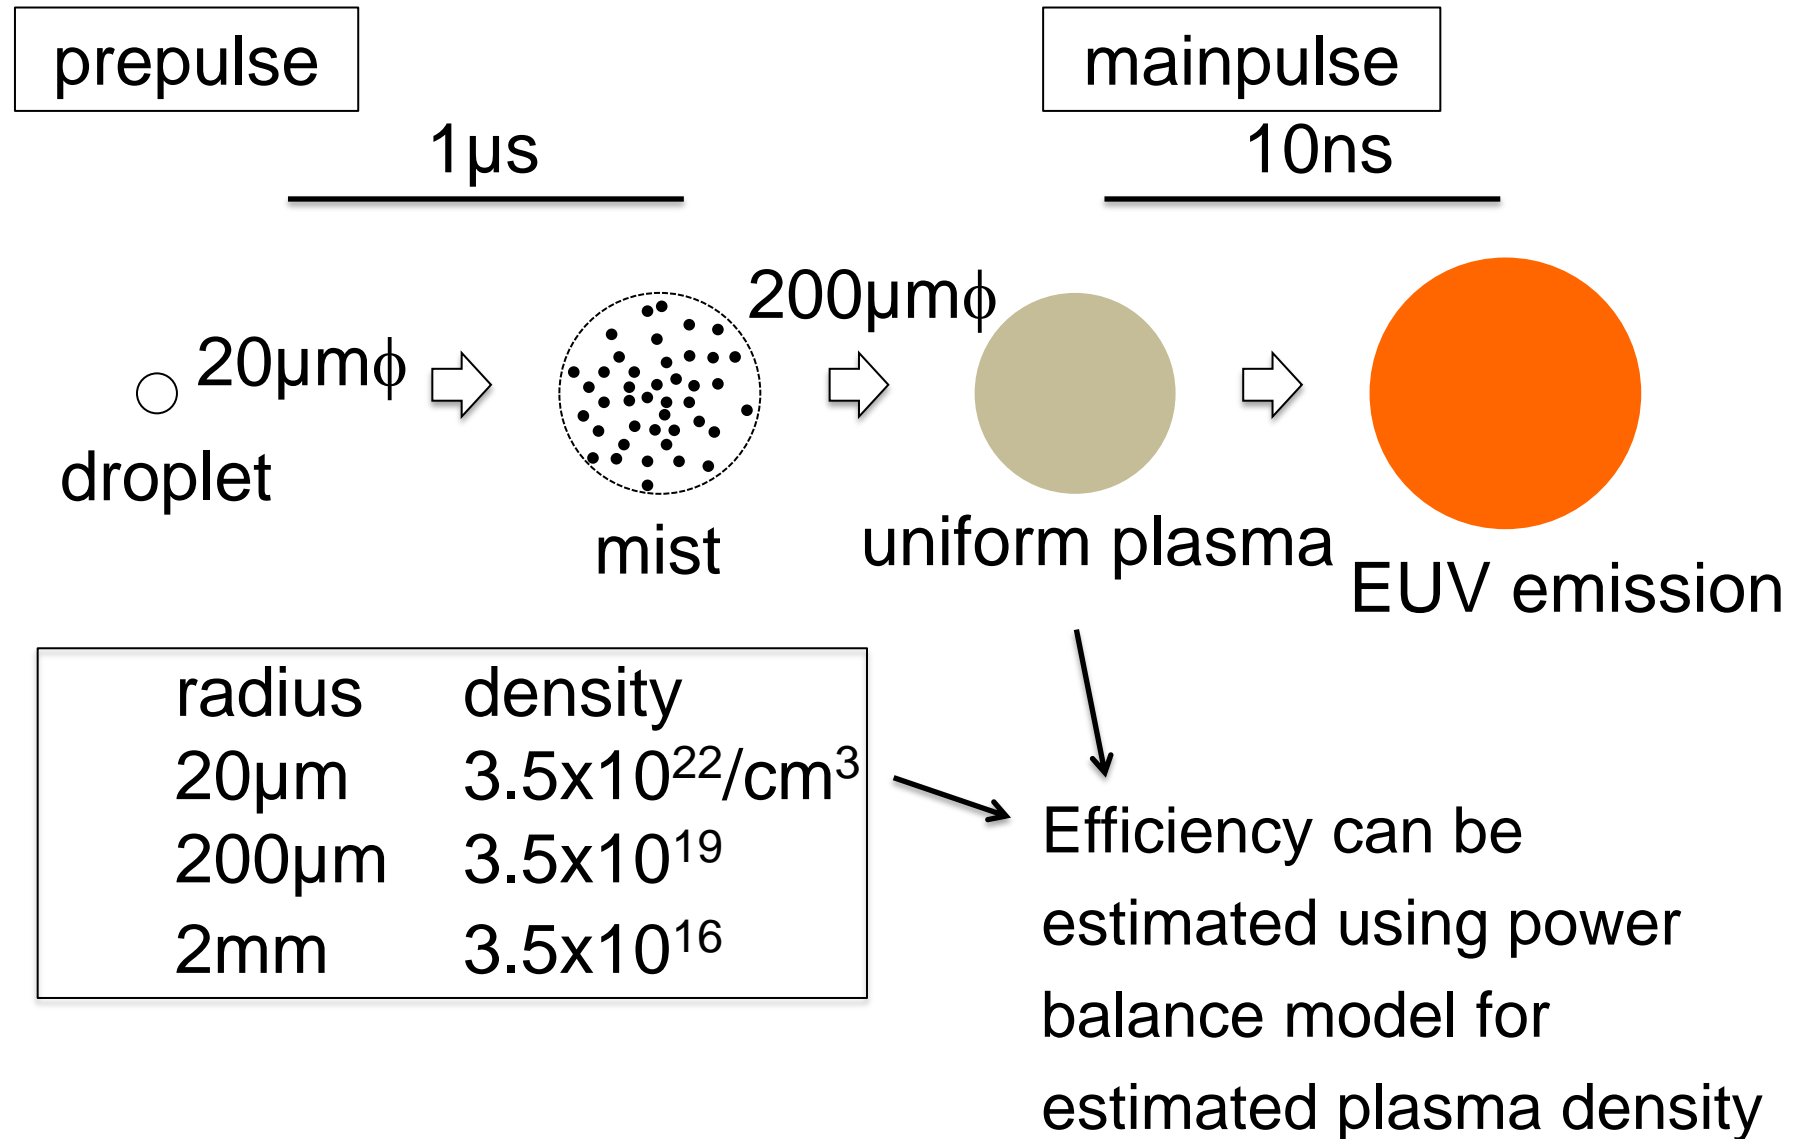 prepulse
mainpulse
1µs
10ns
20µmϕ
200µmϕ
droplet
mist
uniform plasma
EUV emission
radius density
20µm 3.5x10²²/cm³
200µm 3.5x10¹⁹
2mm 3.5x10¹⁶
Efficiency can be
estimated using power
balance model for
estimated plasma density